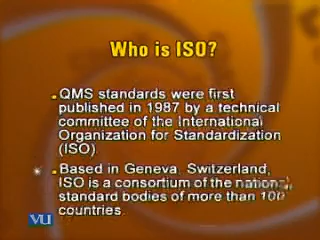 Who is ISO?
QMS standards were first
published in 1987 by a technical
committee of the International
Organization for Standardization
(ISO).
Based in Geneva, Switzerland,
ISO is a consortium of the national
standard bodies of more than 100
countries.
VU